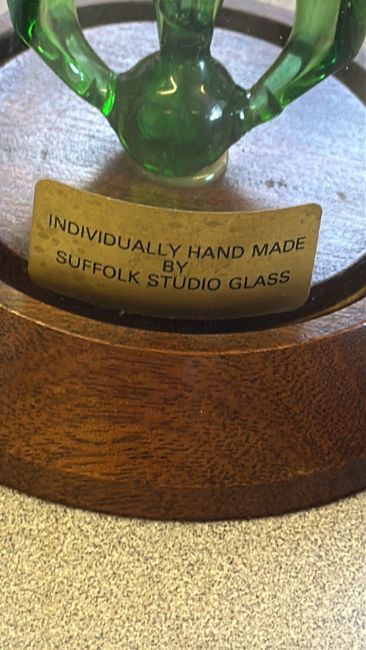 INDIVIDUALLY HAND MADE
BY
SUFFOLK STUDIO GLASS